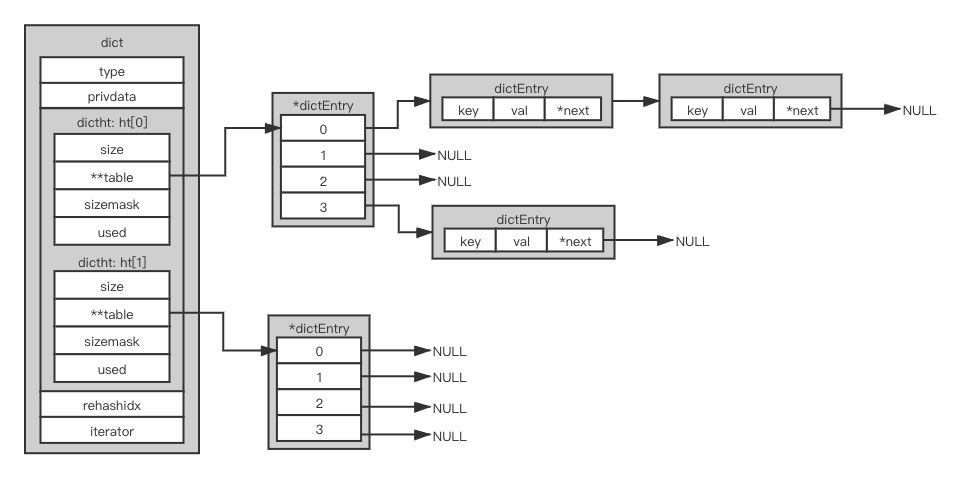 dict
type
privdata
dictht: ht[0]
size
**table
sizemask
used
dictht: ht[1]
size
**table
sizemask
used
rehashidx
iterator
*dictEntry
0
1
2
3
dictEntry
key val *next
dictEntry
key val *next
NULL
NULL
NULL
dictEntry
key val *next
NULL
*dictEntry
0
1
2
3
NULL
NULL
NULL
NULL